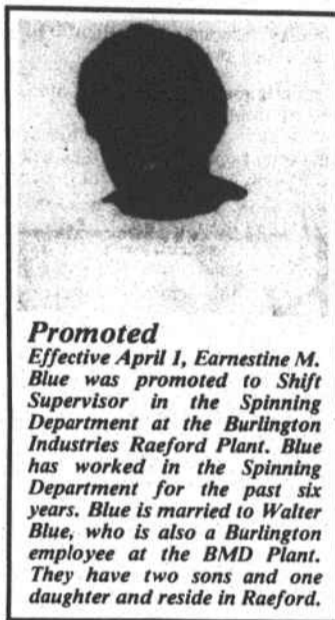 Promoted
Effective April 1, Earnestine M.
Blue was promoted to Shift
Supervisor in the Spinning
Department at the Burlington
Industries Raeford Plant. Blue
has worked in the Spinning
Department for the past six
years. Blue is married to Walter
Blue, who is also a Burlington
employee at the BMD Plant.
They have two sons and one
daughter and reside in Raeford.